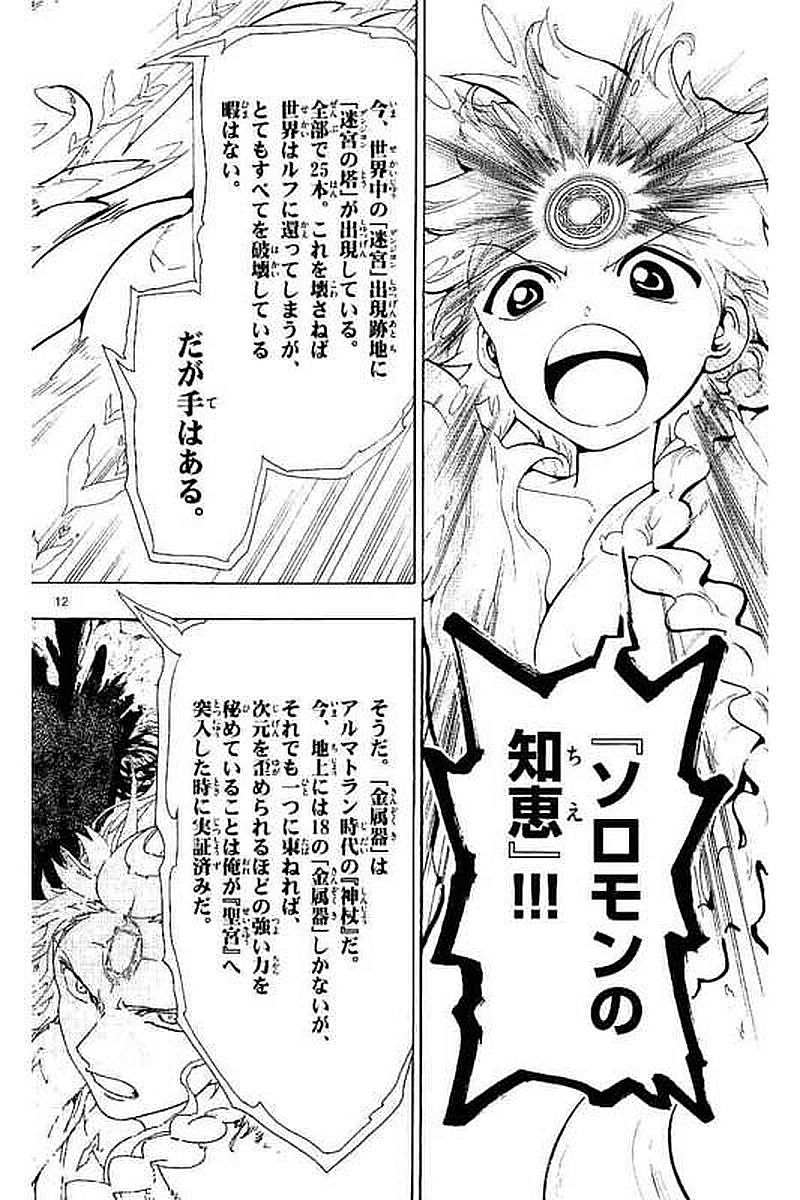 『ソロモンの
知恵』!!!
今、世界中の「迷宮」出現跡地に
「迷宮の塔」が出現している。
全部で25本。これを壊さねば
世界はルフに還ってしまうが、
とてもすべてを破壊している
暇はない。
だが手はある。
12
そうだ。「金属器」は
アルマトラン時代の『神杖』だ。
今、地上には18の「金属器」しかないが、
それでも一つに束ねれば、
次元を歪められるほどの強い力を
秘めていることは俺が『聖宮』へ
突入した時に実証済みだ。